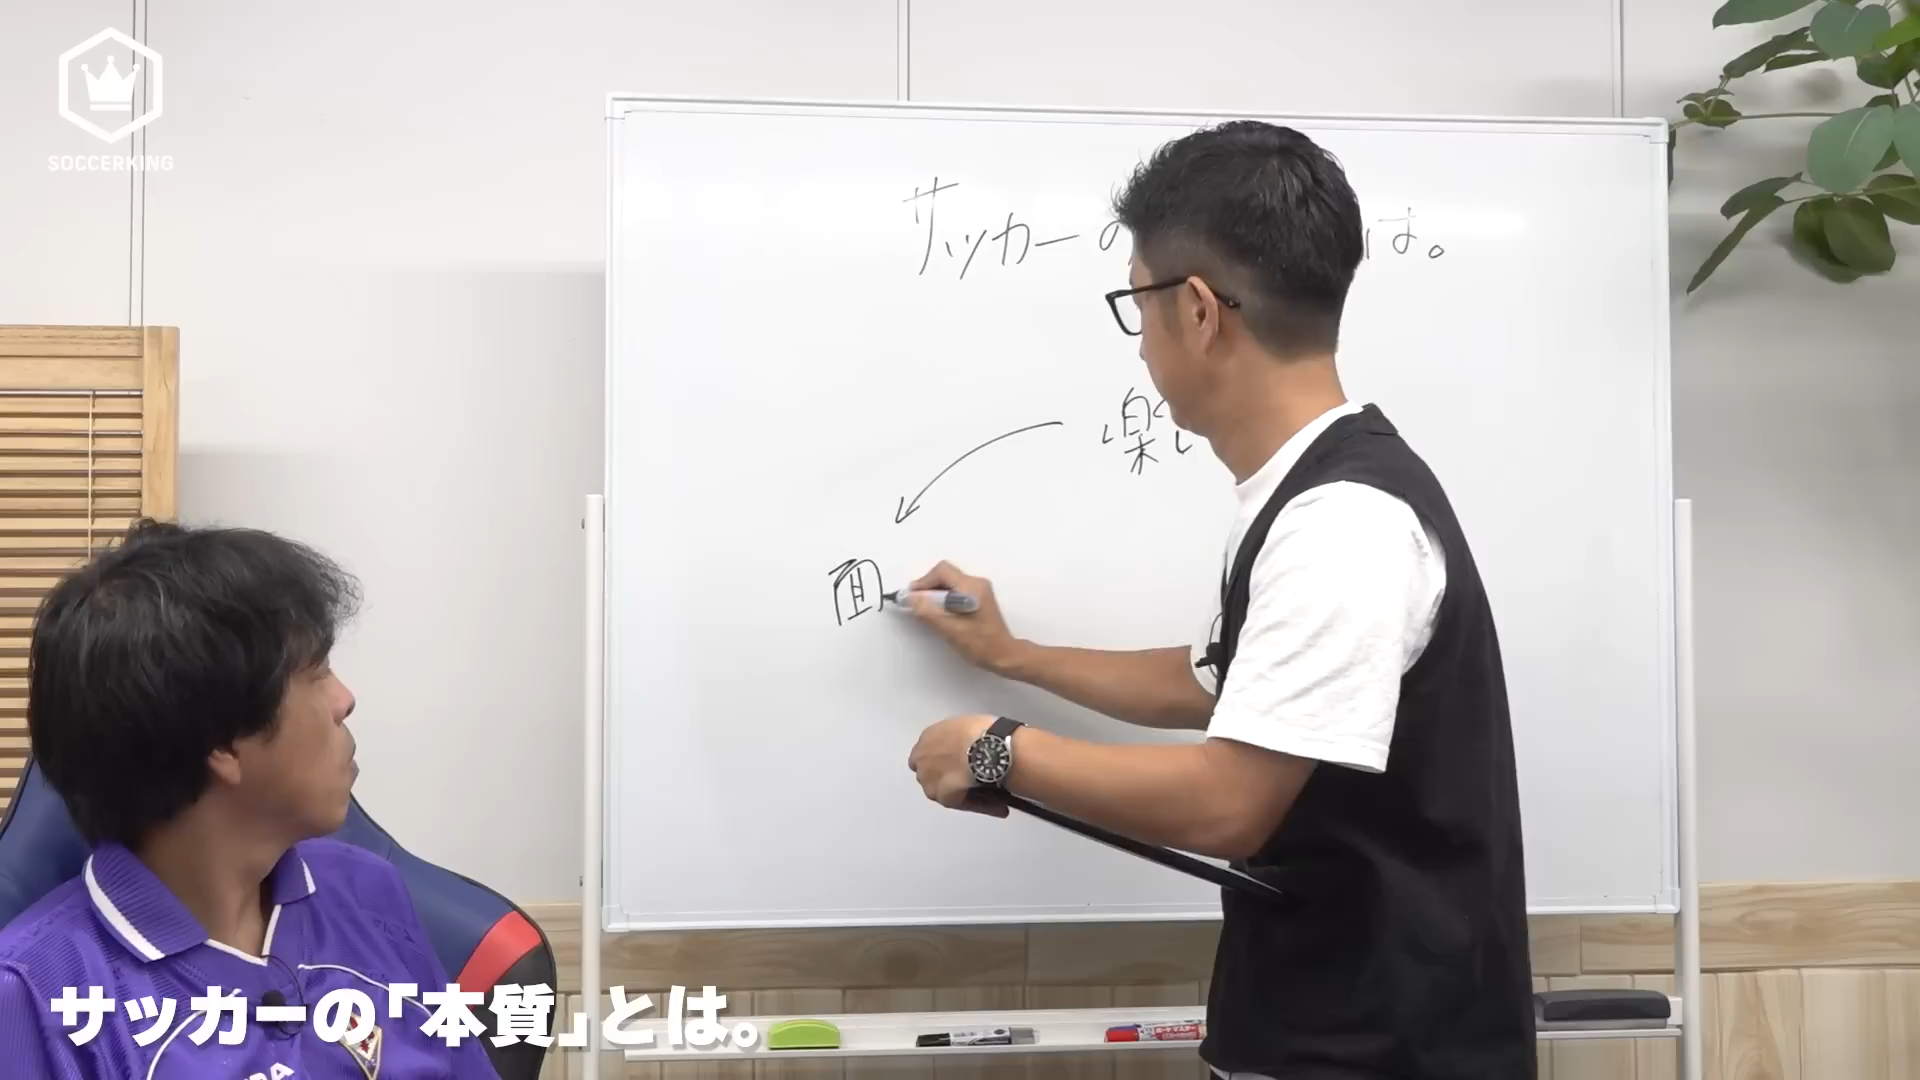 SOCCERKING
サッカーの は。
楽し
面
サッカーの「本質」とは。